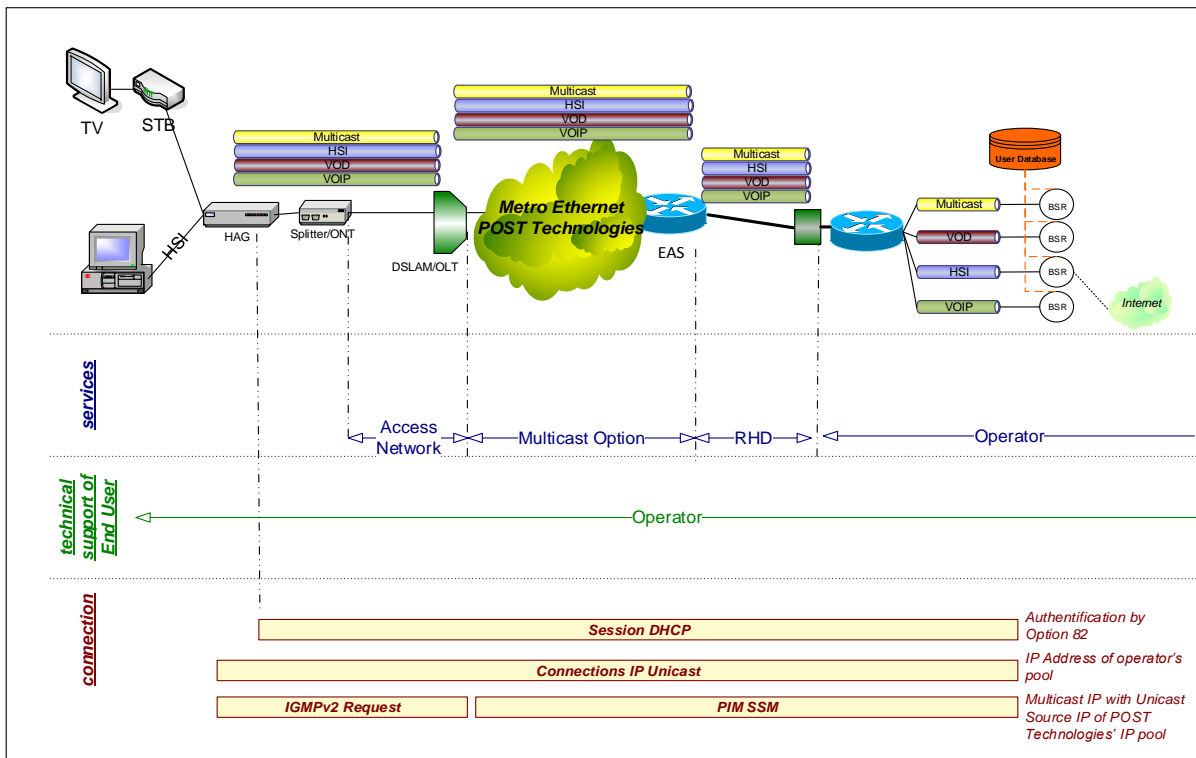 TV
STB
HSI
HAG
Splitter/ONT
Multicast
HSI
VOD
VOIP
DSLAM/OLT
Multicast
HSI
VOD
VOIP
Metro Ethernet
POST Technologies
EAS
Multicast
HSI
VOD
VOIP
User Database
Multicast
BSR
VOD
BSR
HSI
BSR
VOIP
BSR
Internet
services
Access
Network
Multicast Option
RHD
Operator
technical
support of
End User
Operator
connection
Session DHCP
Authentification by
Option 82
Connections IP Unicast
IP Address of operator's
pool
IGMPv2 Request
PIM SSM
Multicast IP with Unicast
Source IP of POST
Technologies' IP pool